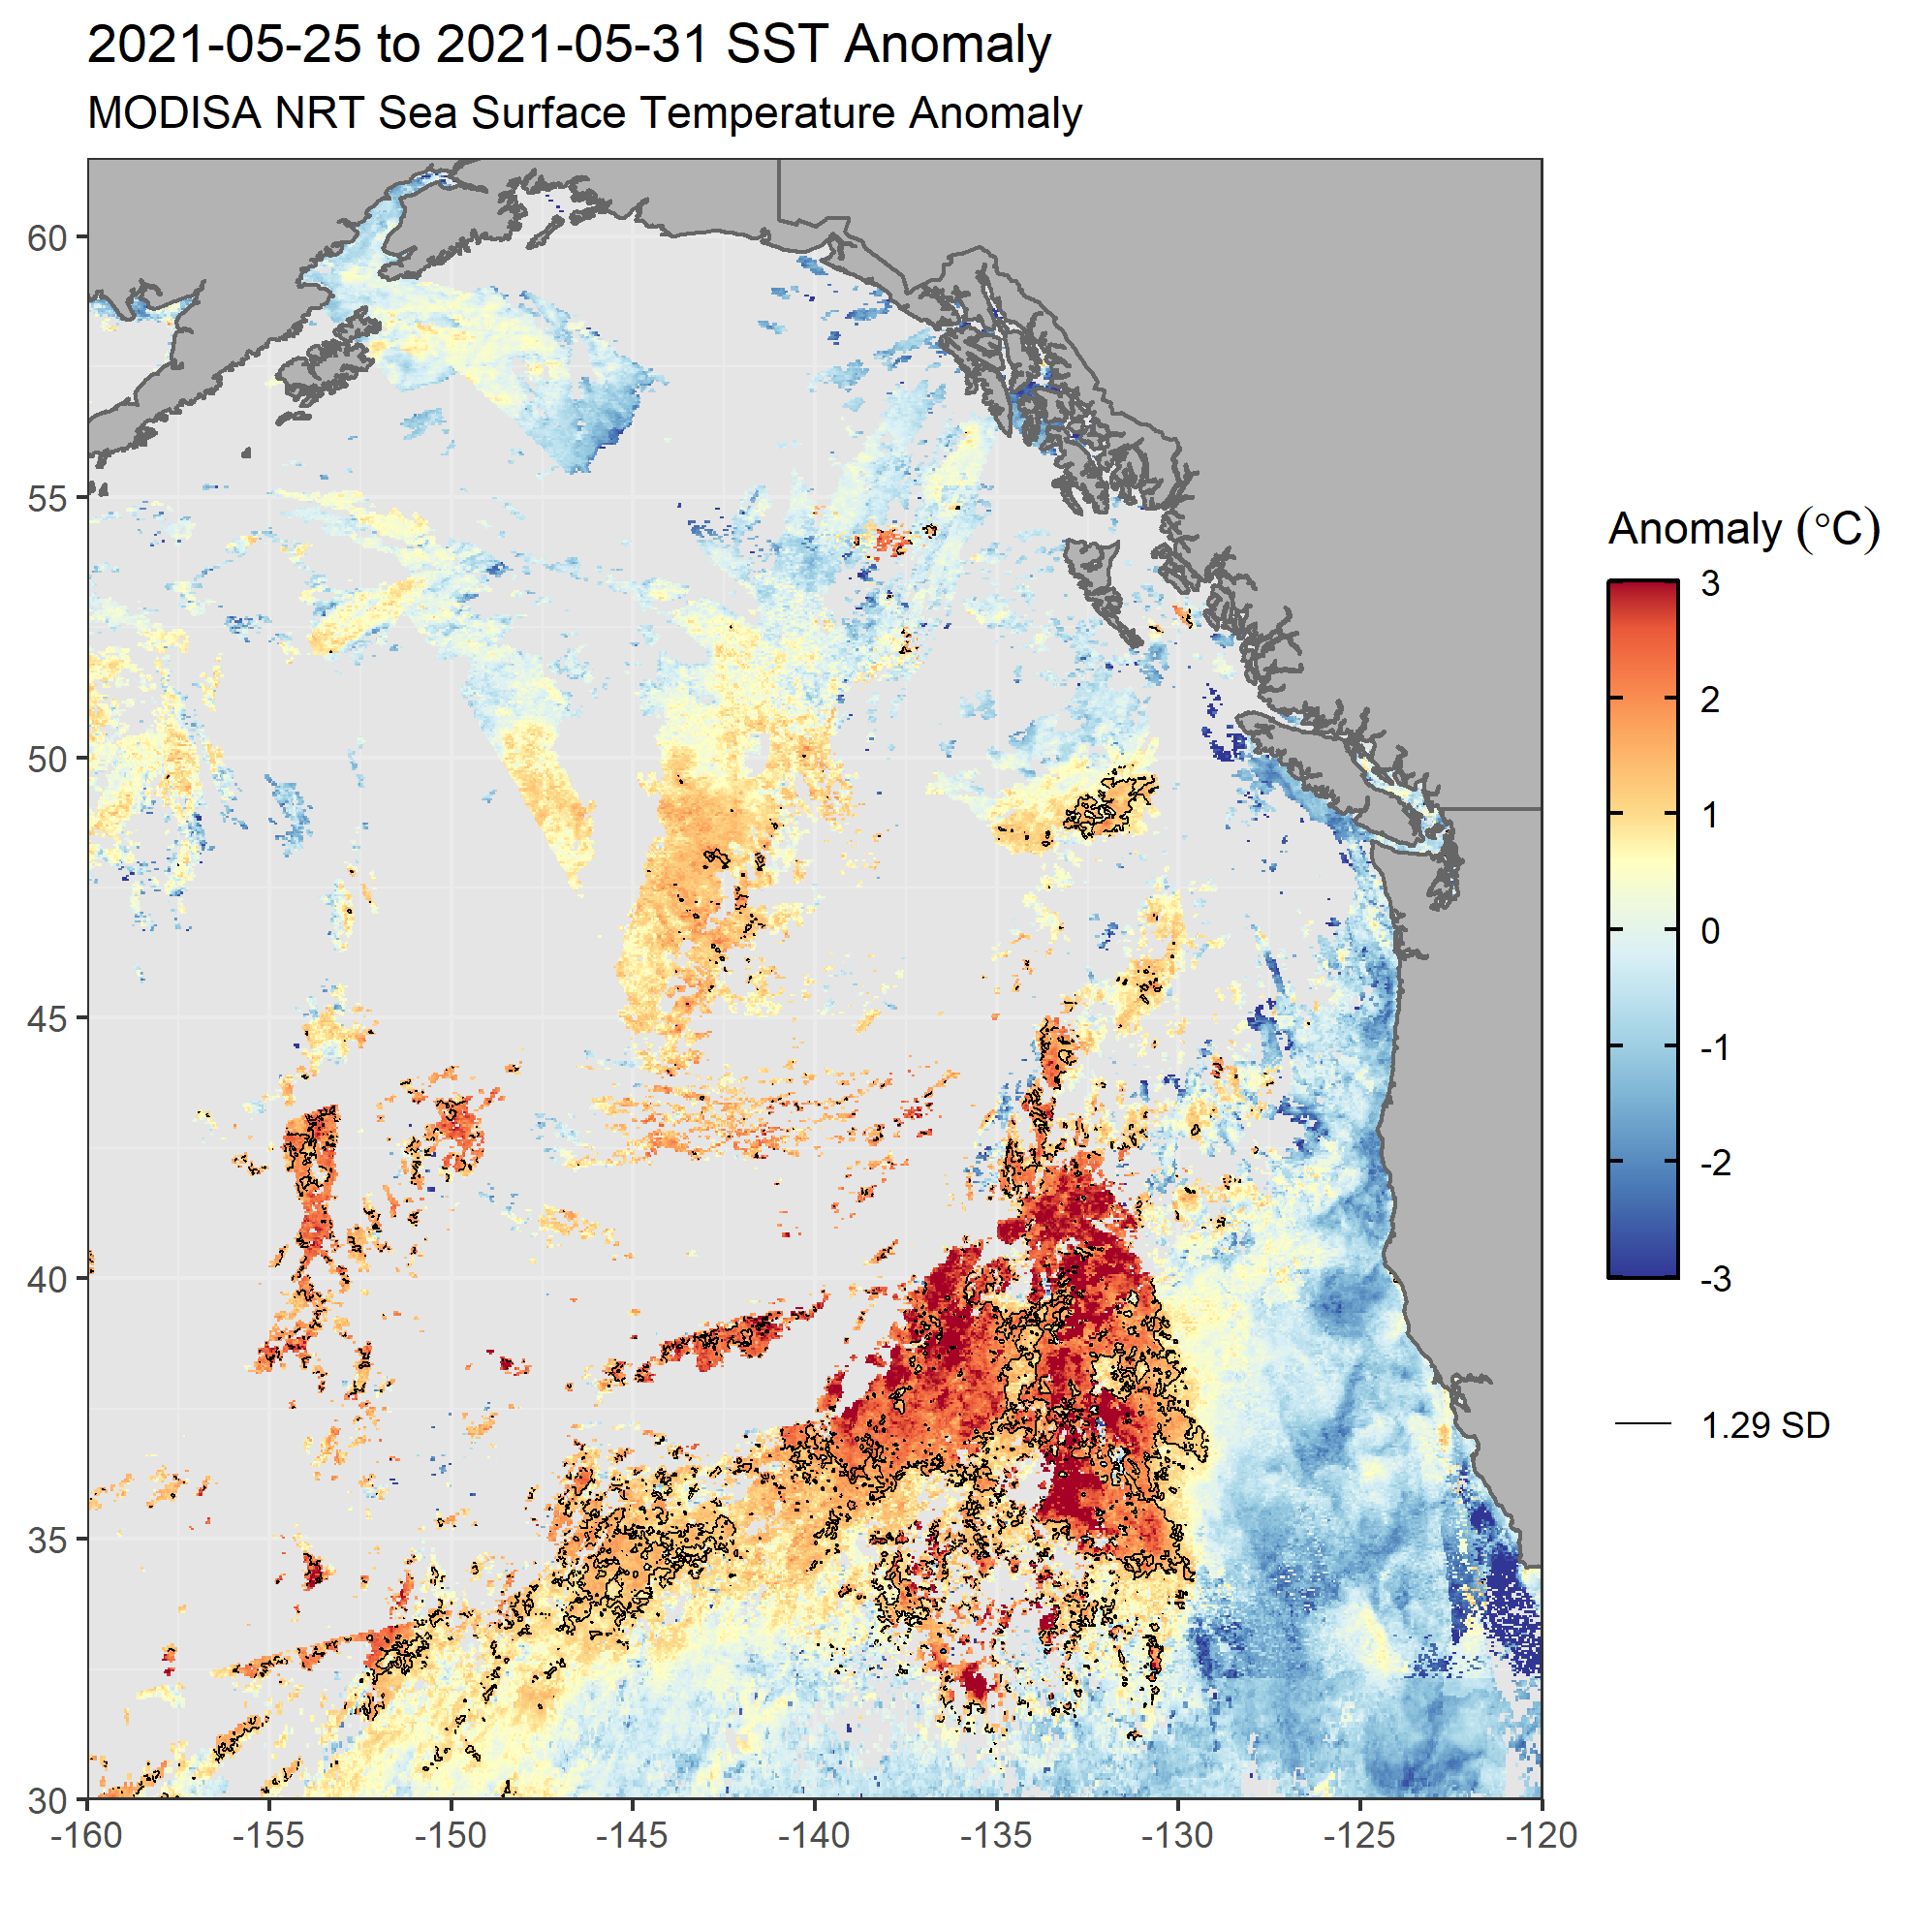 2021-05-25 to 2021-05-31 SST Anomaly
MODISA NRT Sea Surface Temperature Anomaly
60
55
50
45
40
35
30
-160 -155 -150 -145 -140 -135 -130 -125 -120
Anomaly (°C)
3
2
1
0
-1
-2
-3
1.29 SD